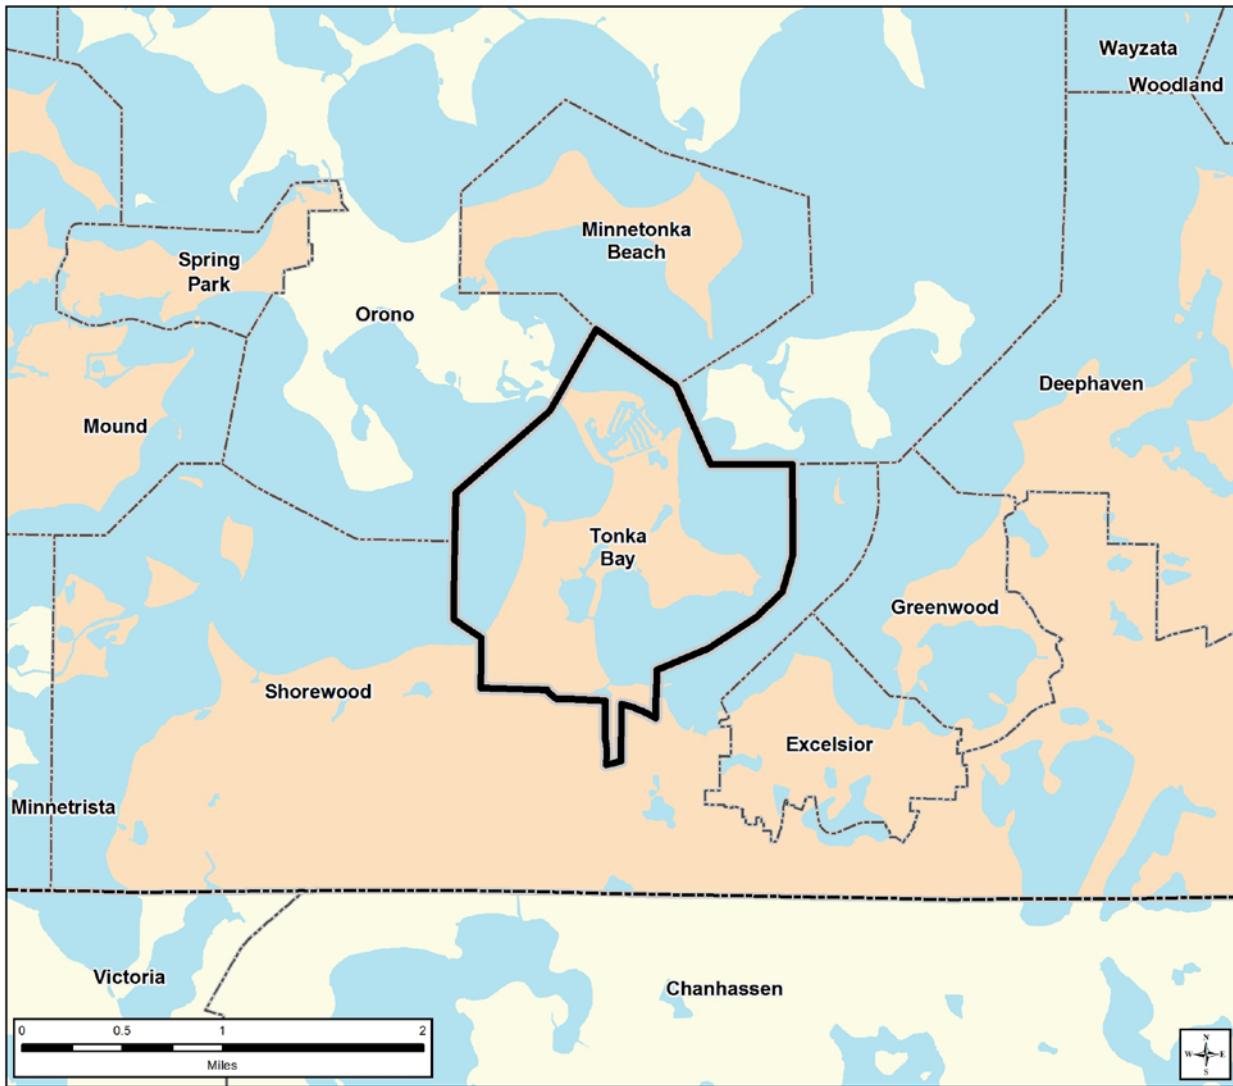 Wayzata
Woodland
Minnetonka
Beach
Spring
Park
Orono
Deephaven
Mound
Tonka
Bay
Greenwood
Shorewood
Excelsior
Minnetrista
Victoria
Chanhassen
0 0.5 1 2
Miles
N
W E
S